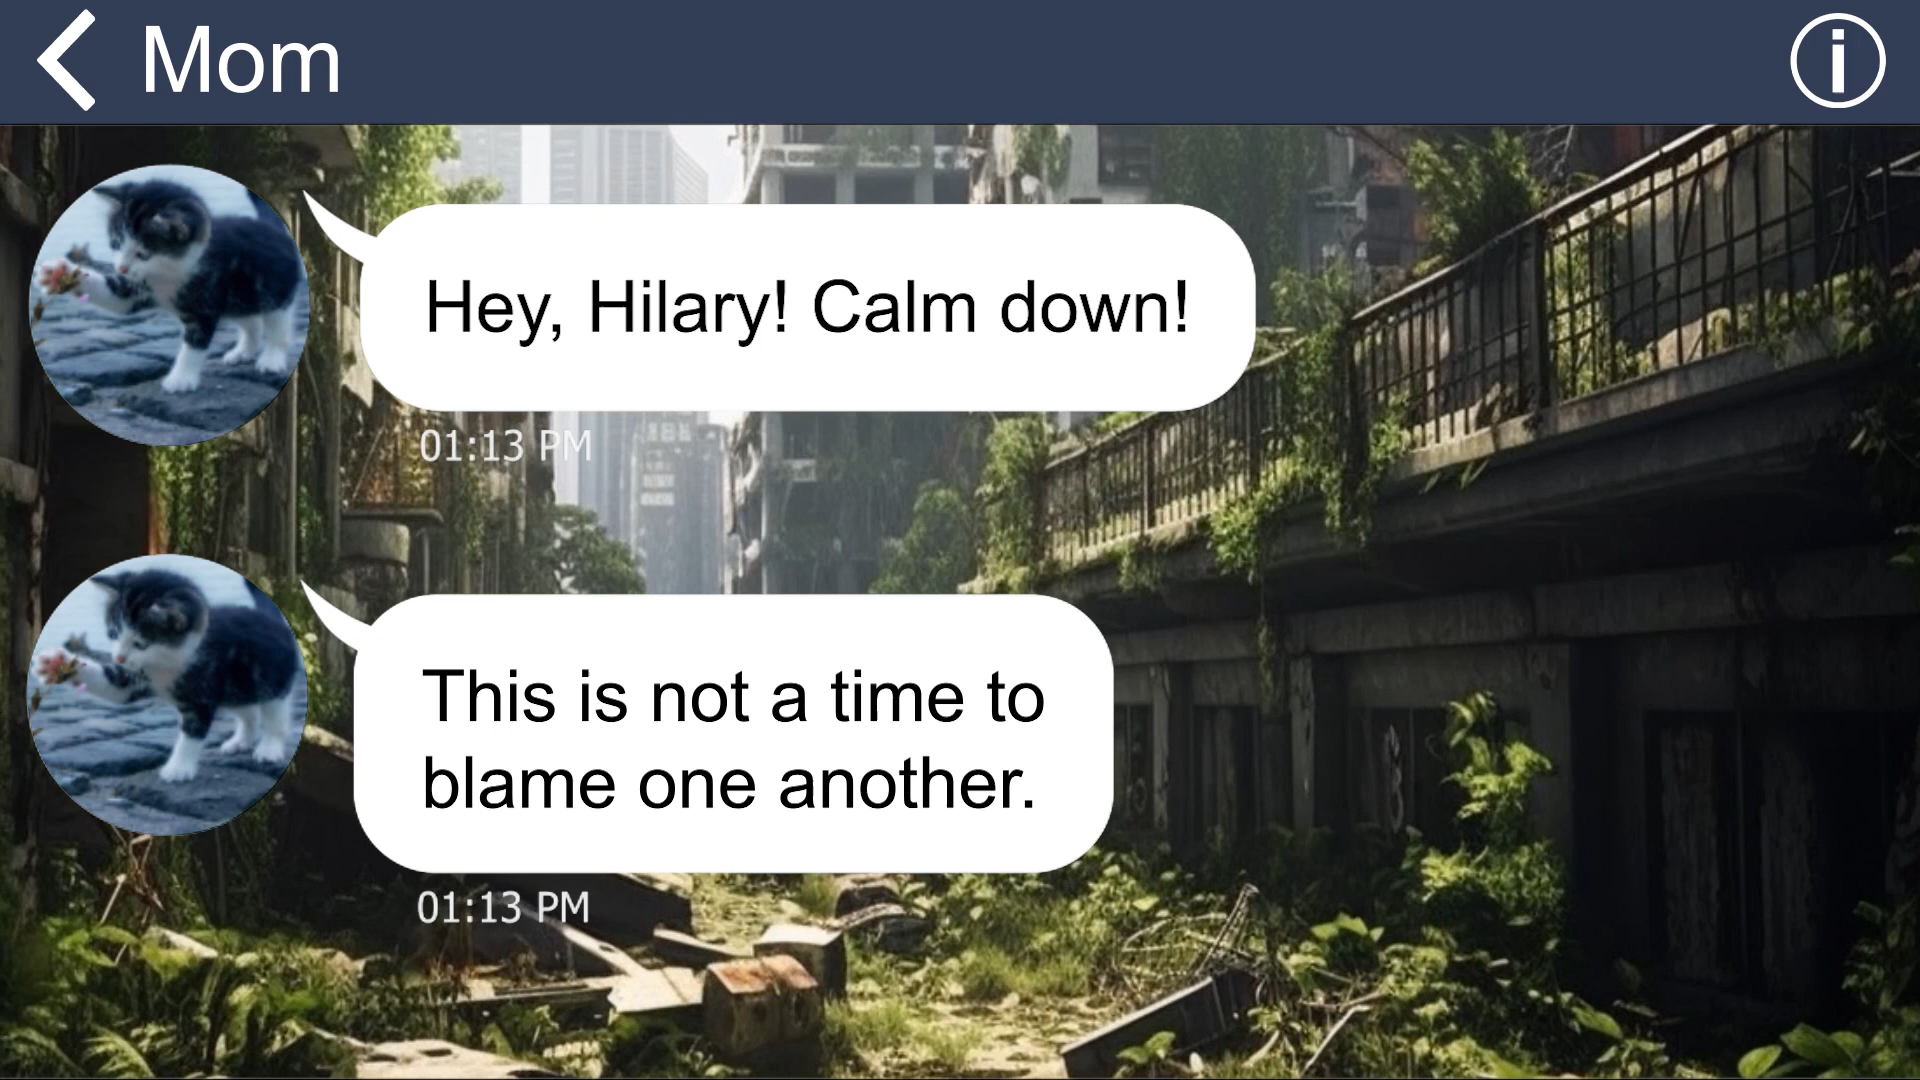 Mom
Hey, Hilary! Calm down!
01:13 PM
This is not a time to
blame one another.
01:13 PM